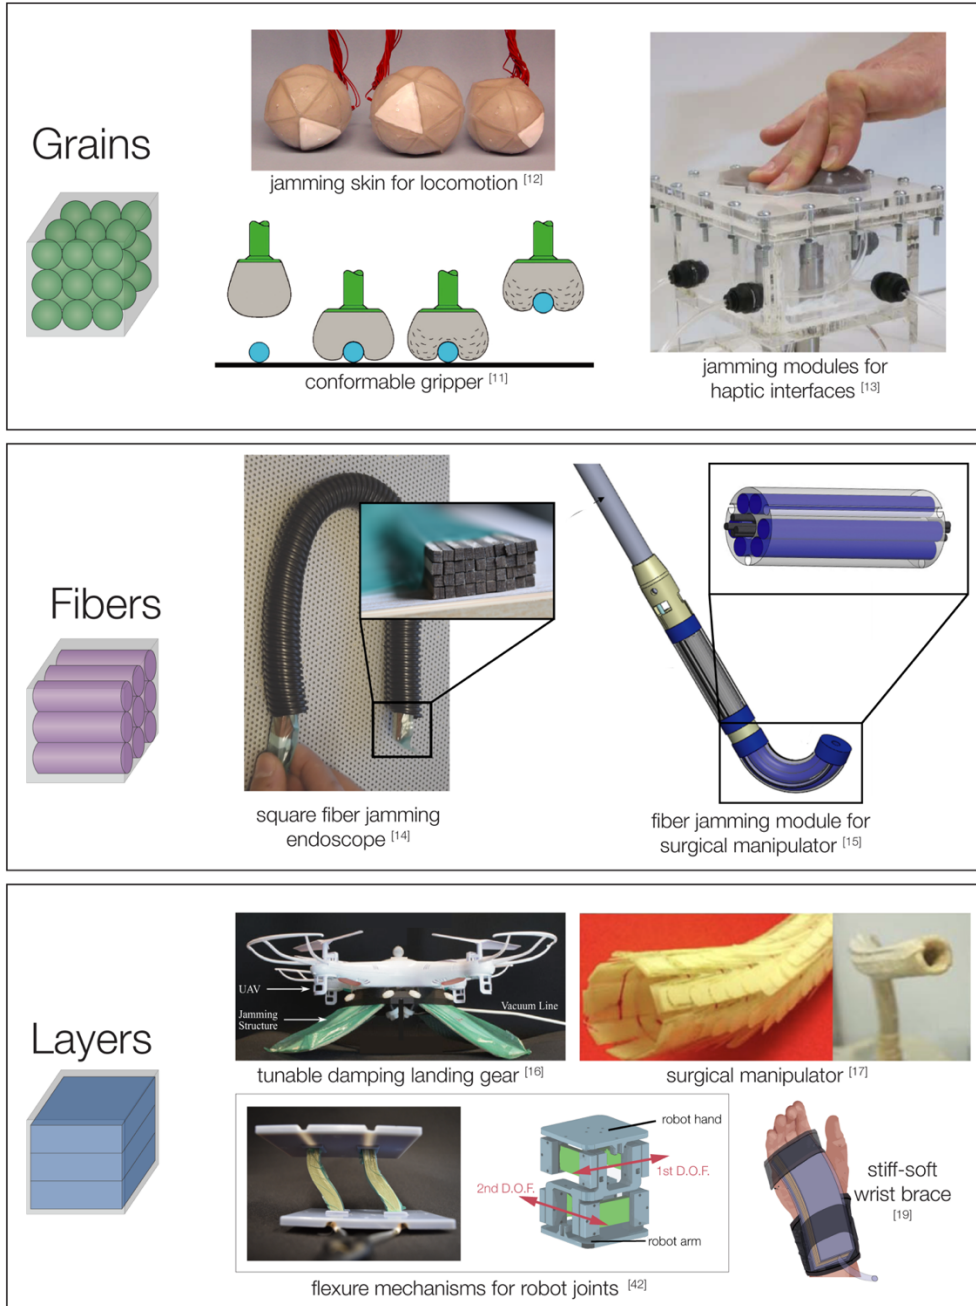 Grains
jamming skin for locomotion [12]
conformable gripper [11]
jamming modules for
haptic interfaces [13]
Fibers
square fiber jamming
endoscope [14]
fiber jamming module for
surgical manipulator [15]
Layers
UAV
Jamming
Structure
Vacuum Line
tunable damping landing gear [16]
surgical manipulator [17]
robot hand
1st D.O.F.
2nd D.O.F.
robot arm
flexure mechanisms for robot joints [42]
stiff-soft
wrist brace
[19]